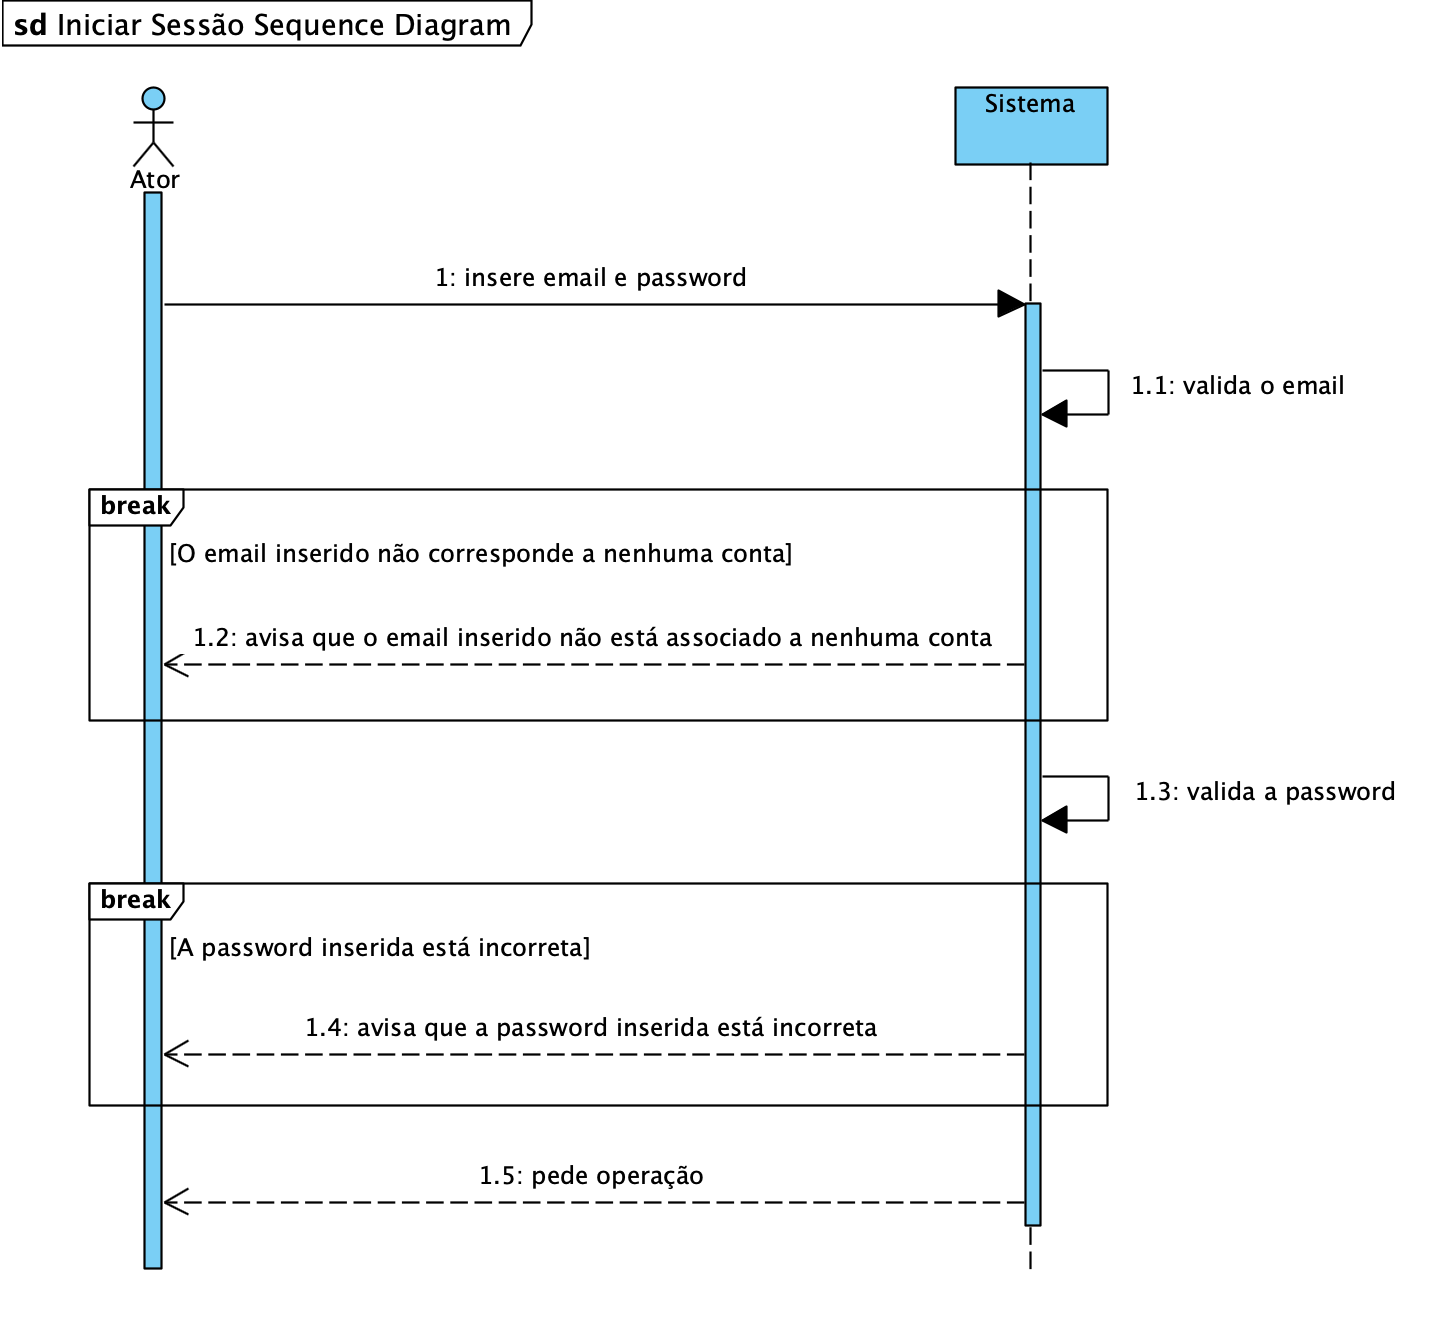 sd Iniciar Sessão Sequence Diagram
Sistema
Ator
1: insere email e password
1.1: valida o email
break
[O email inserido não corresponde a nenhuma conta]
1.2: avisa que o email inserido não está associado a nenhuma conta
1.3: valida a password
break
[A password inserida está incorreta]
1.4: avisa que a password inserida está incorreta
1.5: pede operação